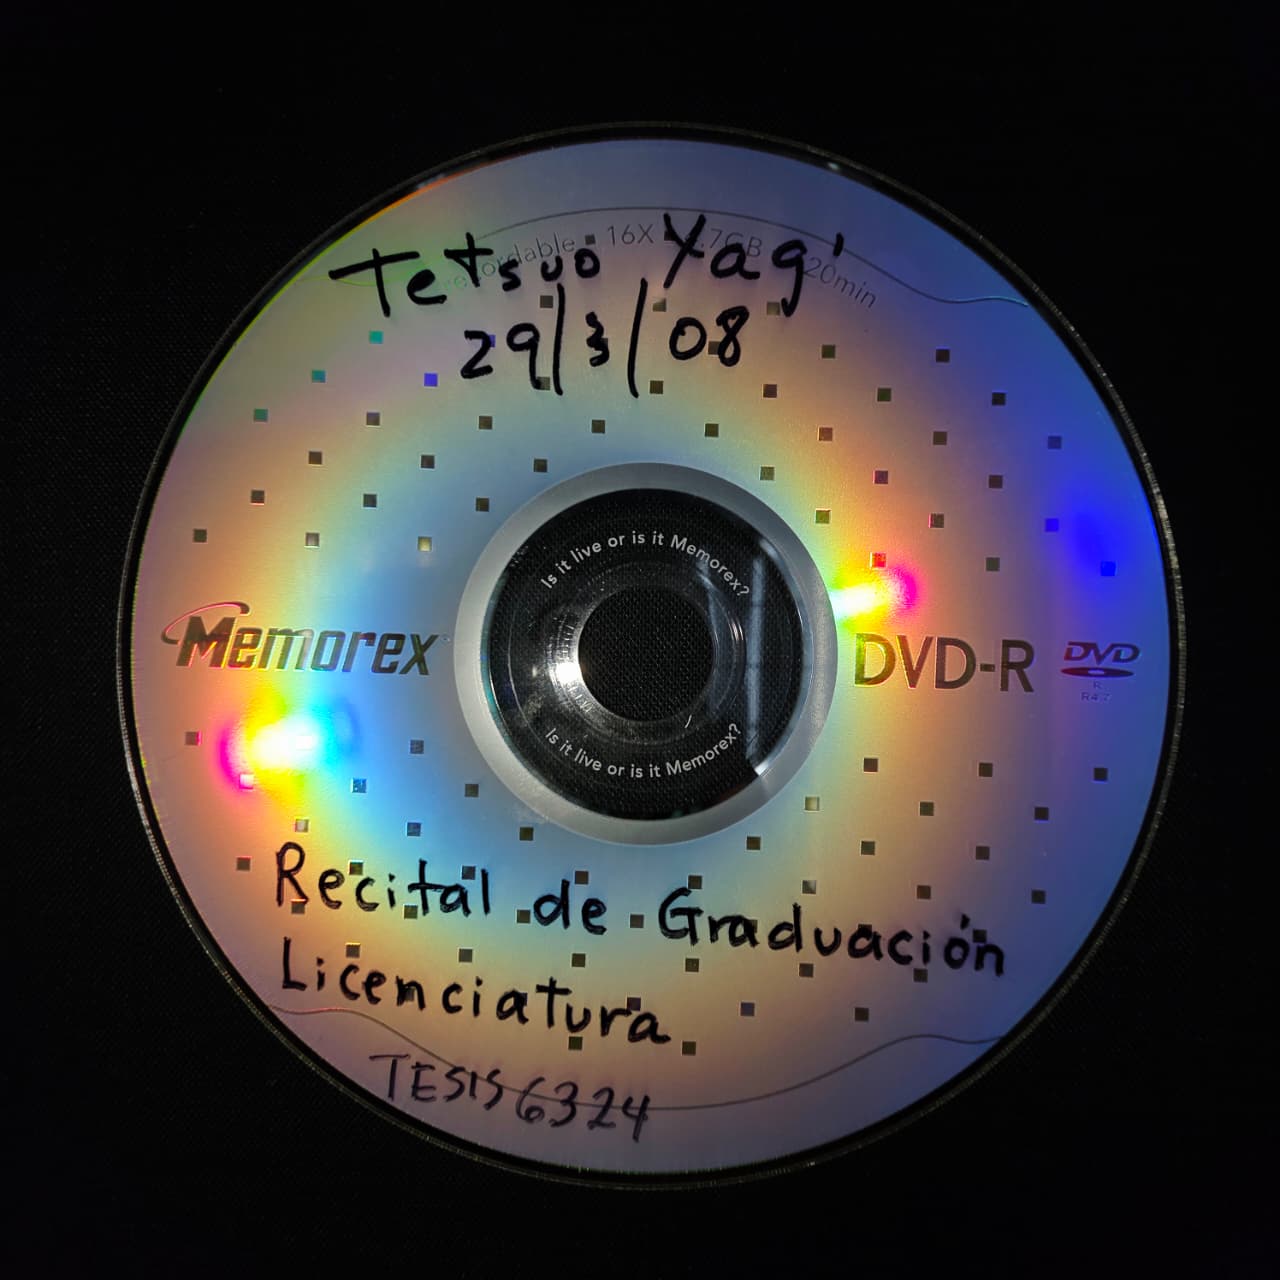 recordable 16X 4.7GB 120min
Tetsuo Yagi
29/3/08
Is it live or is it Memorex?
Memorex
DVD-R
DVD
R
R4.7
Is it live or is it Memorex?
Recital de Graduación
Licenciatura
TESIS 6324